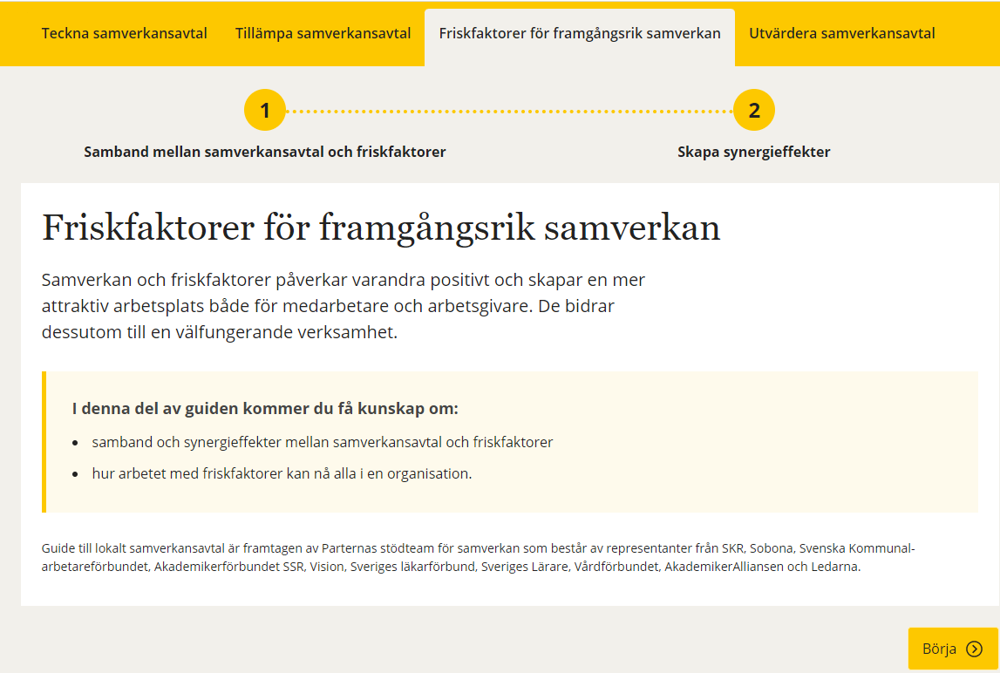 Teckna samverkansavtal Tillämpa samverkansavtal Friskfaktorer för framgångsrik samverkan Utvärdera samverkansavtal
1 2
Samband mellan samverkansavtal och friskfaktorer Skapa synergieffekter
Friskfaktorer för framgångsrik samverkan
Samverkan och friskfaktorer påverkar varandra positivt och skapar en mer
attraktiv arbetsplats både för medarbetare och arbetsgivare. De bidrar
dessutom till en välfungerande verksamhet.
I denna del av guiden kommer du få kunskap om:
• samband och synergieffekter mellan samverkansavtal och friskfaktorer
• hur arbetet med friskfaktorer kan nå alla i en organisation.
Guide till lokalt samverkansavtal är framtagen av Parternas stödteam för samverkan som består av representanter från SKR, Sobona, Svenska Kommunal-
arbetareförbundet, Akademikerförbundet SSR, Vision, Sveriges läkarförbund, Sveriges Lärare, Vårdförbundet, AkademikerAlliansen och Ledarna.
Börja